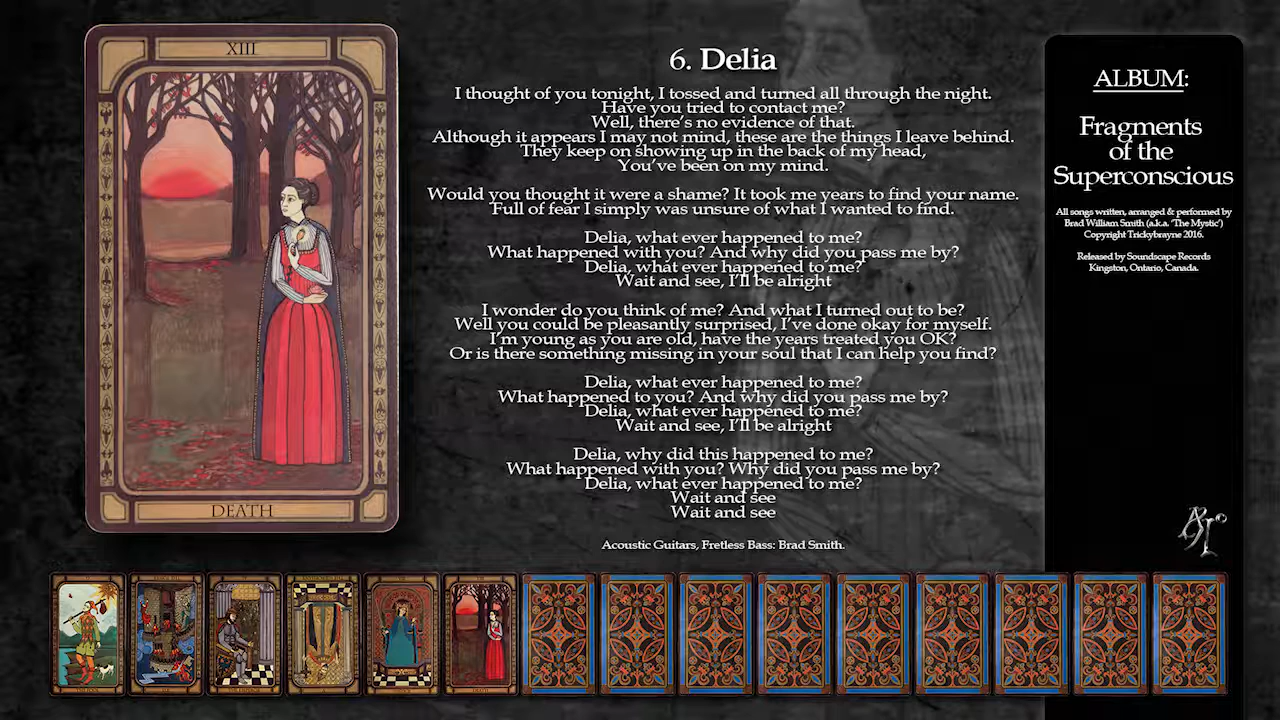 XIII
DEATH
6. Delia
I thought of you tonight, I tossed and turned all through the night.
Have you tried to contact me?
Well, there's no evidence of that.
Although it appears I may not mind, these are the things I leave behind.
They keep on showing up in the back of my head,
You've been on my mind.
Would you thought it were a shame? It took me years to find your name.
Full of fear I simply was unsure of what I wanted to find.
Delia, what ever happened to me?
What happened with you? And why did you pass me by?
Delia, what ever happened to me?
Wait and see, I'll be alright
I wonder do you think of me? And what I turned out to be?
Well you could be pleasantly surprised, I've done okay for myself.
I'm young as you are old, have the years treated you OK?
Or is there something missing in your soul that I can help you find?
Delia, what ever happened to me?
What happened to you? And why did you pass me by?
Delia, what ever happened to me?
Wait and see, I'll be alright
Delia, why did this happened to me?
What happened with you? Why did you pass me by?
Delia, what ever happened to me?
Wait and see
Wait and see
Acoustic Guitars, Fretless Bass: Brad Smith.
ALBUM:
Fragments
of the
Superconscious
All songs written, arranged & performed by
Brad William Smith (a.k.a. 'The Mystic')
Copyright Trickybrayne 2016.
Released by Soundscape Records
Kingston, Ontario, Canada.